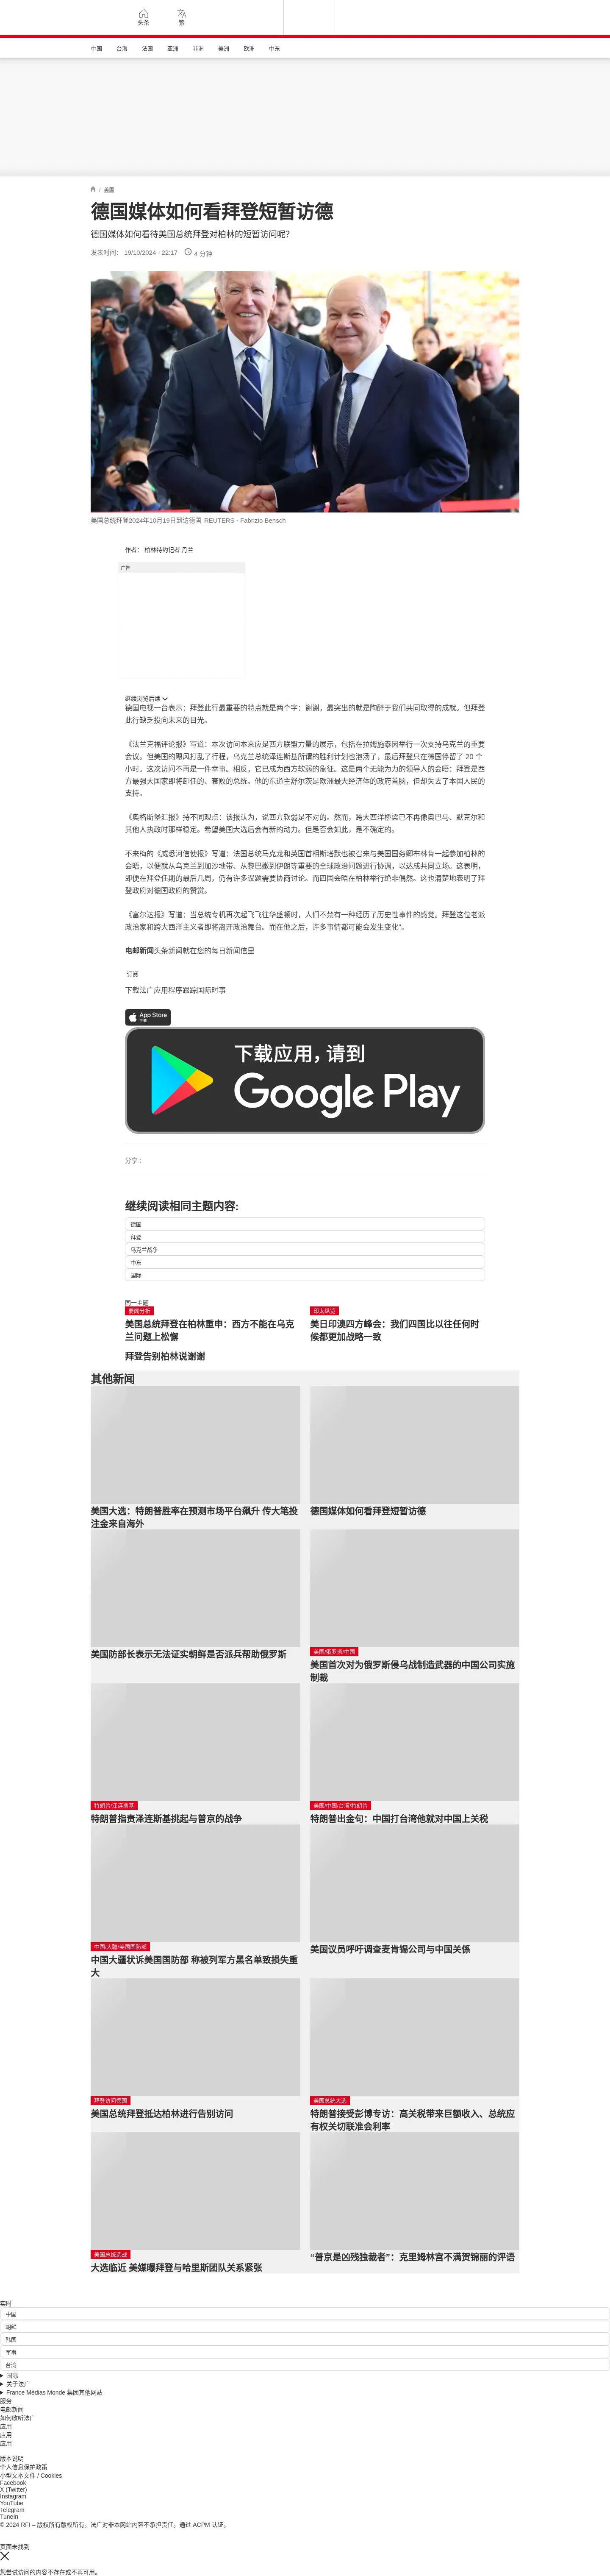 头条
繁
中国
台海
法国
亚洲
非洲
美洲
欧洲
中东
/ 美国
德国媒体如何看拜登短暂访德
德国媒体如何看待美国总统拜登对柏林的短暂访问呢？
发表时间： 19/10/2024 - 22:17
4 分钟
美国总统拜登2024年10月19日到访德国 REUTERS - Fabrizio Bensch
作者： 柏林特约记者 丹兰
广告
继续浏览后续
德国电视一台表示：拜登此行最重要的特点就是两个字：谢谢，最突出的就是陶醉于我们共同取得的成就。但拜登
此行缺乏投向未来的目光。
《法兰克福评论报》写道：本次访问本来应是西方联盟力量的展示，包括在拉姆施泰因举行一次支持乌克兰的重要
会议。但美国的飓风打乱了行程，乌克兰总统泽连斯基所谓的胜利计划也泡汤了，最后拜登只在德国停留了 20 个
小时。这次访问不再是一件幸事。相反，它已成为西方软弱的象征。这是两个无能为力的领导人的会晤：拜登是西
方最强大国家即将卸任的、衰败的总统。他的东道主舒尔茨是欧洲最大经济体的政府首脑，但却失去了本国人民的
支持。
《奥格斯堡汇报》持不同观点：该报认为，说西方软弱是不对的。然而，跨大西洋桥梁已不再像奥巴马、默克尔和
其他人执政时那样稳定。希望美国大选后会有新的动力。但是否会如此，是不确定的。
不来梅的《威悉河信使报》写道：法国总统马克龙和英国首相斯塔默也被召来与美国国务卿布林肯一起参加柏林的
会晤，以便就从乌克兰到加沙地带、从黎巴嫩到伊朗等重要的全球政治问题进行协调，以达成共同立场。这表明，
即便在拜登任期的最后几周，仍有许多议题需要协商讨论。而四国会晤在柏林举行绝非偶然。这也清楚地表明了拜
登政府对德国政府的赞赏。
《富尔达报》写道：当总统专机再次起飞飞往华盛顿时，人们不禁有一种经历了历史性事件的感觉。拜登这位老派
政治家和跨大西洋主义者即将离开政治舞台。而在他之后，许多事情都可能会发生变化”。
电邮新闻头条新闻就在您的每日新闻信里
订阅
下载法广应用程序跟踪国际时事
App Store
下载
下载应用，请到
Google Play
分享 :
继续阅读相同主题内容:
德国
拜登
乌克兰战争
中东
国际
同一主题
要闻分析
美国总统拜登在柏林重申：西方不能在乌克
兰问题上松懈
印太纵览
美日印澳四方峰会：我们四国比以往任何时
候都更加战略一致
拜登告别柏林说谢谢
其他新闻
美国大选：特朗普胜率在预测市场平台飙升 传大笔投
注金来自海外
德国媒体如何看拜登短暂访德
美国防部长表示无法证实朝鲜是否派兵帮助俄罗斯
美国/俄罗斯/中国
美国首次对为俄罗斯侵乌战制造武器的中国公司实施
制裁
特朗普/泽连斯基
特朗普指责泽连斯基挑起与普京的战争
美国/中国/台湾/特朗普
特朗普出金句：中国打台湾他就对中国上关税
中国/大疆/美国国防部
中国大疆状诉美国国防部 称被列军方黑名单致损失重
大
美国议员呼吁调查麦肯锡公司与中国关係
拜登访问德国
美国总统拜登抵达柏林进行告别访问
美国总统大选
特朗普接受彭博专访：高关税带来巨额收入、总统应
有权关切联准会利率
美国总统选战
大选临近 美媒曝拜登与哈里斯团队关系紧张
“普京是凶残独裁者”：克里姆林宫不满贺锦丽的评语
实时
中国
朝鲜
韩国
军事
台湾
国际
关于法广
France Médias Monde 集团其他网站
服务
电邮新闻
如何收听法广
应用
应用
应用
版本说明
个人信息保护政策
小型文本文件 / Cookies
Facebook
X (Twitter)
Instagram
YouTube
Telegram
TuneIn
© 2024 RFI – 版权所有版权所有。法广对非本网站内容不承担责任。通过 ACPM 认证。
页面未找到
您尝试访问的内容不存在或不再可用。